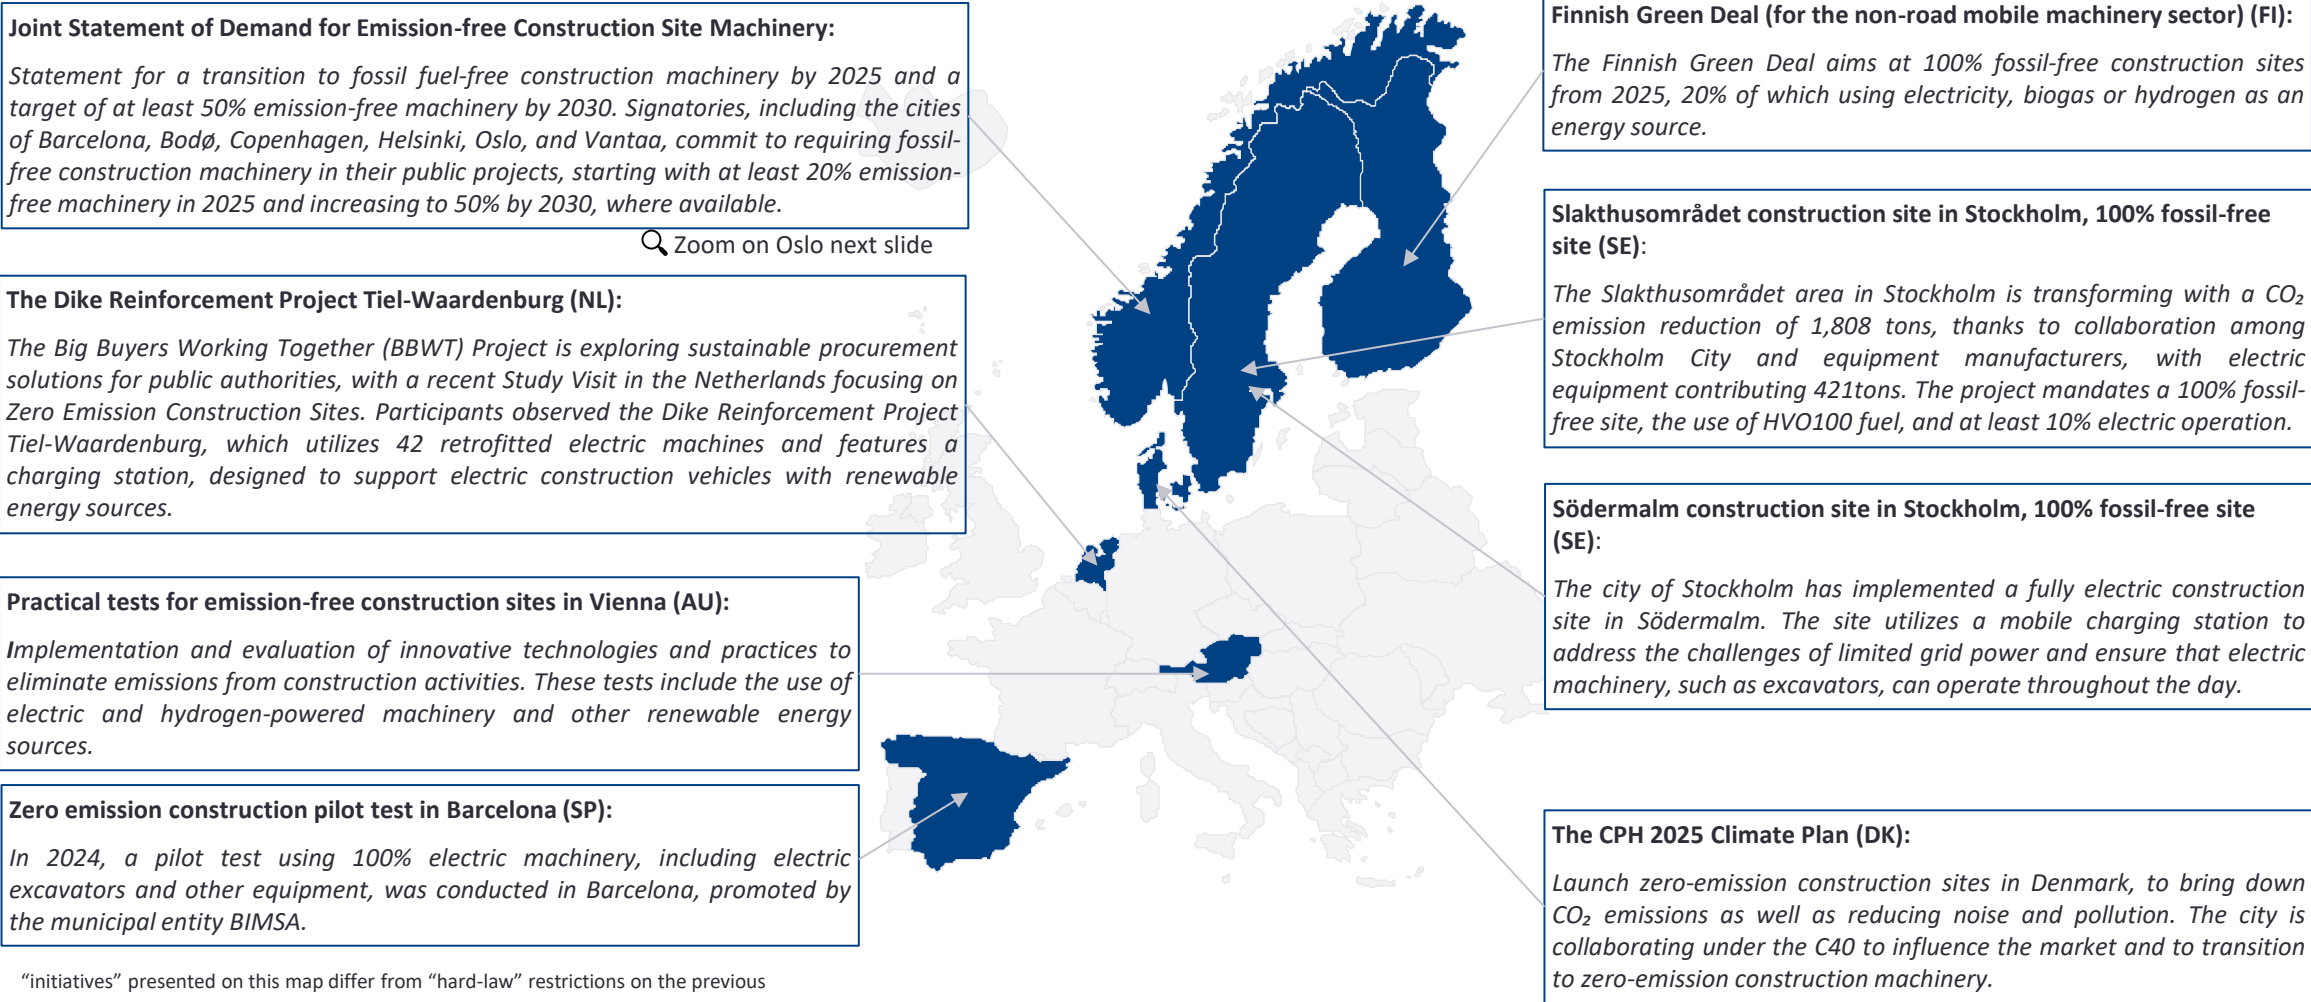 Joint Statement of Demand for Emission-free Construction Site Machinery:
Statement for a transition to fossil fuel-free construction machinery by 2025 and a
target of at least 50% emission-free machinery by 2030. Signatories, including the cities
of Barcelona, Bodø, Copenhagen, Helsinki, Oslo, and Vantaa, commit to requiring fossil-
free construction machinery in their public projects, starting with at least 20% emission-
free machinery in 2025 and increasing to 50% by 2030, where available.
Zoom on Oslo next slide
The Dike Reinforcement Project Tiel-Waardenburg (NL):
The Big Buyers Working Together (BBWT) Project is exploring sustainable procurement
solutions for public authorities, with a recent Study Visit in the Netherlands focusing on
Zero Emission Construction Sites. Participants observed the Dike Reinforcement Project
Tiel-Waardenburg, which utilizes 42 retrofitted electric machines and features a
charging station, designed to support electric construction vehicles with renewable
energy sources.
Practical tests for emission-free construction sites in Vienna (AU):
Implementation and evaluation of innovative technologies and practices to
eliminate emissions from construction activities. These tests include the use of
electric and hydrogen-powered machinery and other renewable energy
sources.
Zero emission construction pilot test in Barcelona (SP):
In 2024, a pilot test using 100% electric machinery, including electric
excavators and other equipment, was conducted in Barcelona, promoted by
the municipal entity BIMSA.
“initiatives” presented on this map differ from “hard-law” restrictions on the previous
Finnish Green Deal (for the non-road mobile machinery sector) (FI):
The Finnish Green Deal aims at 100% fossil-free construction sites
from 2025, 20% of which using electricity, biogas or hydrogen as an
energy source.
Slakthusområdet construction site in Stockholm, 100% fossil-free
site (SE):
The Slakthusområdet area in Stockholm is transforming with a CO₂
emission reduction of 1,808 tons, thanks to collaboration among
Stockholm City and equipment manufacturers, with electric
equipment contributing 421tons. The project mandates a 100% fossil-
free site, the use of HVO100 fuel, and at least 10% electric operation.
Södermalm construction site in Stockholm, 100% fossil-free site
(SE):
The city of Stockholm has implemented a fully electric construction
site in Södermalm. The site utilizes a mobile charging station to
address the challenges of limited grid power and ensure that electric
machinery, such as excavators, can operate throughout the day.
The CPH 2025 Climate Plan (DK):
Launch zero-emission construction sites in Denmark, to bring down
CO₂ emissions as well as reducing noise and pollution. The city is
collaborating under the C40 to influence the market and to transition
to zero-emission construction machinery.